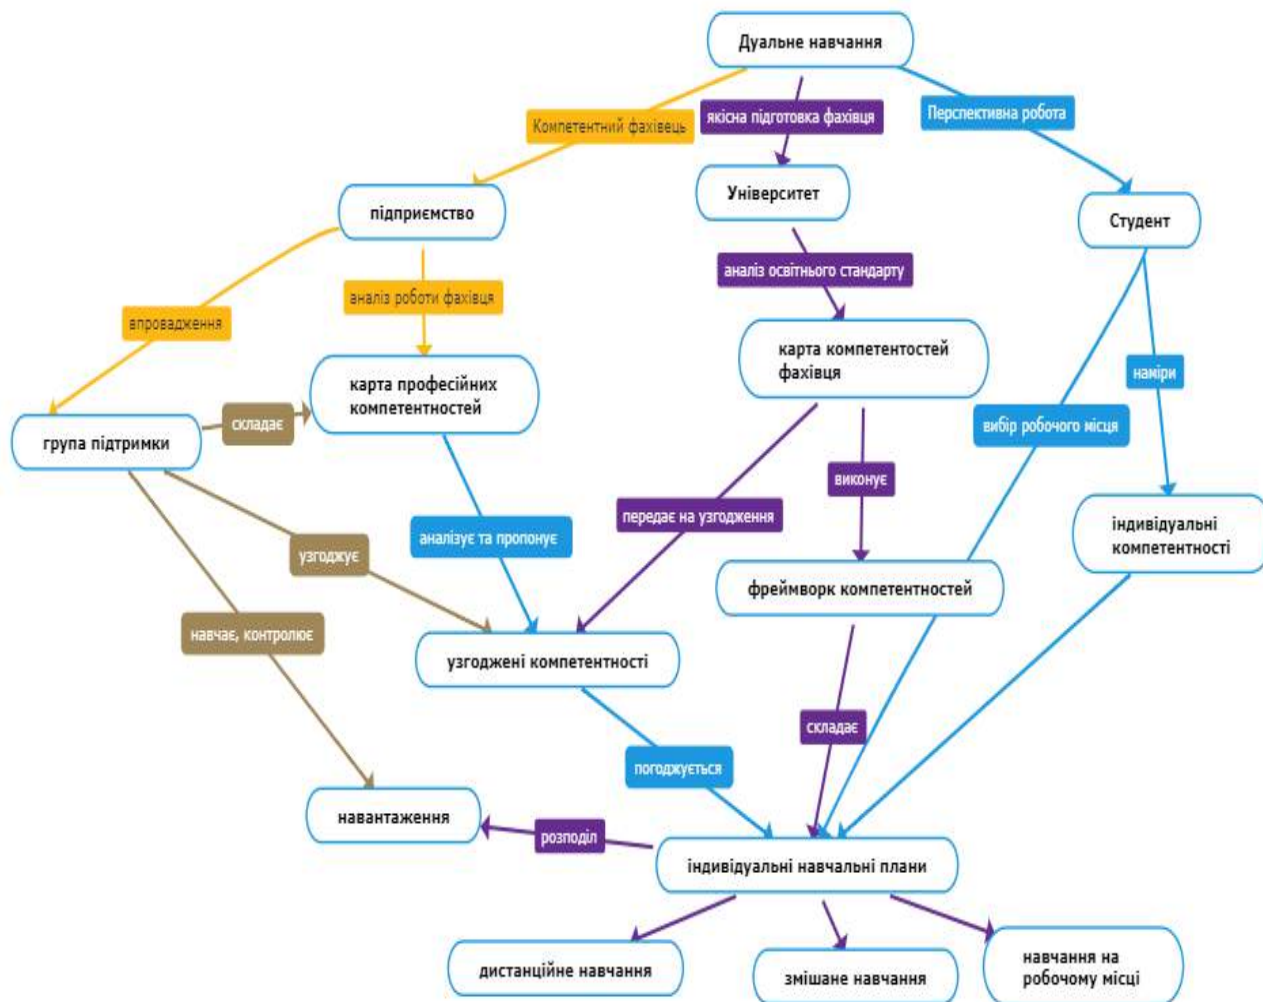 Дуальне навчання
Компетентний фахівець
якісна підготовка фахівця
Перспективна робота
підприємство
Університет
Студент
аналіз освітнього стандарту
аналіз роботи фахівця
впровадження
карта компетентостей
фахівця
карта професійних
компетентностей
наміри
складає
вибір робочого місця
група підтримки
виконує
передає на узгодження
аналізує та пропонує
індивідуальні
компетентності
узгоджує
фреймворк компетентностей
навчає, контролює
узгоджені компетентності
складає
погоджується
навантаження
розподіл
індивідуальні навчальні плани
дистанційне навчання
змішане навчання
навчання на
робочому місці